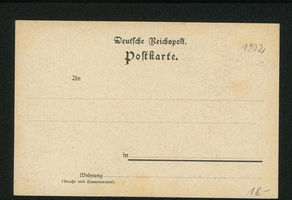 Deutsche Reichspost.
Postkarte.
1902
An
in
Wohnung
(Straße und Hausnummer)
18.-